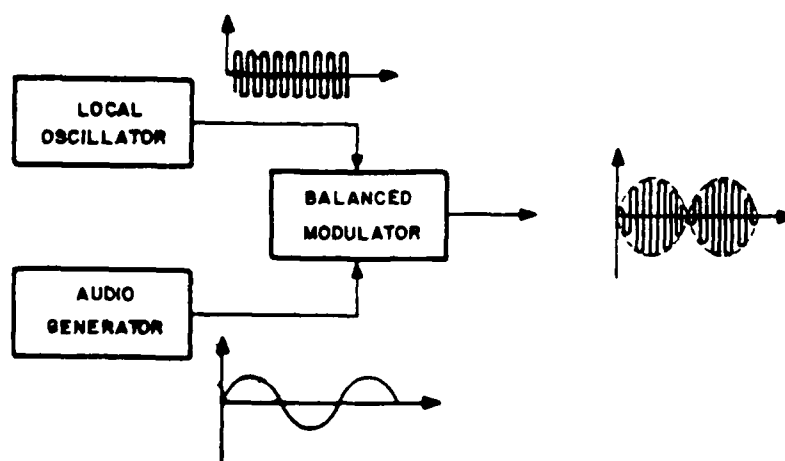 LOCAL
OSCILLATOR
BALANCED
MODULATOR
AUDIO
GENERATOR